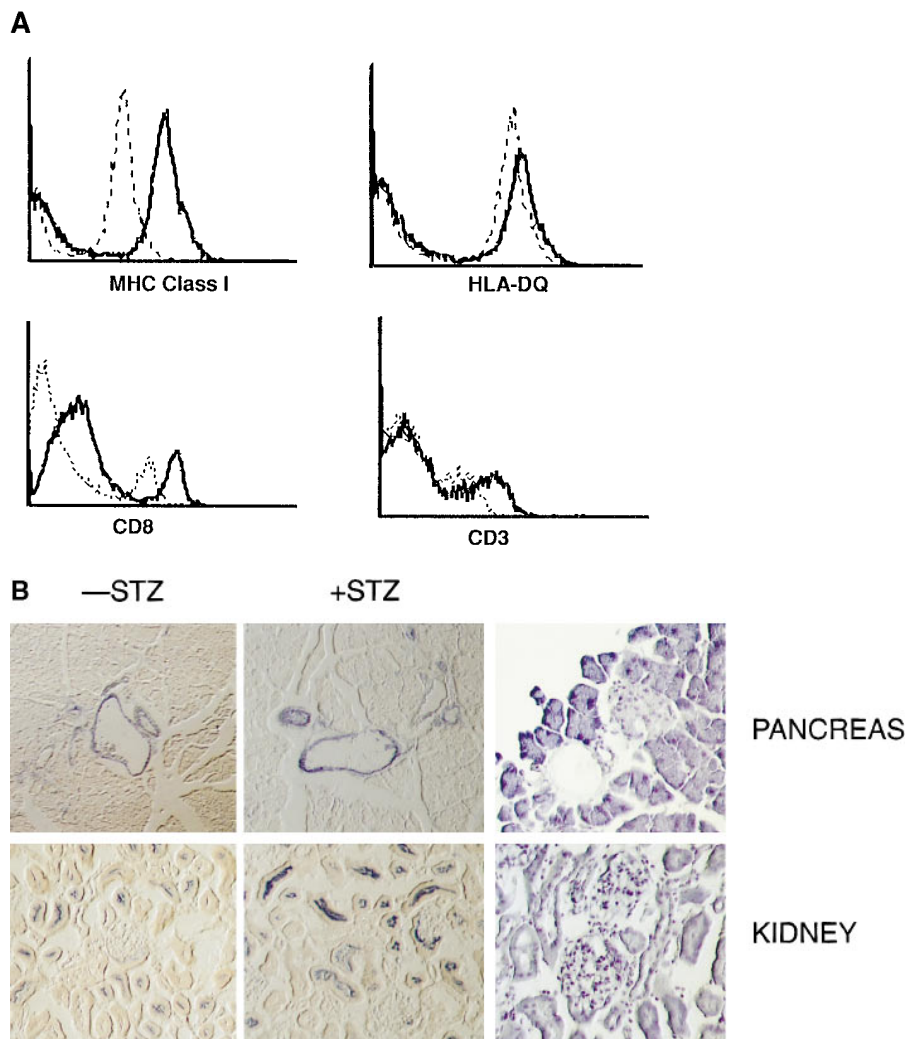 A
MHC Class I
HLA-DQ
CD8
CD3
B
—STZ
+STZ
PANCREAS
KIDNEY